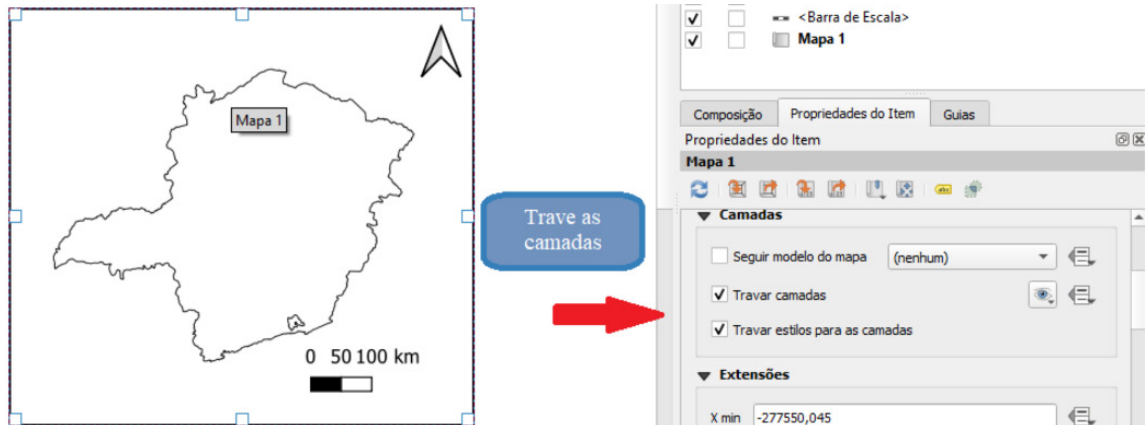 <Barra de Escala>
Mapa 1
Mapa 1
0 50 100 km
Trave as
camadas
Composição Propriedades do Item Guias
Propriedades do Item
Mapa 1
abc
Camadas
Seguir modelo do mapa (nenhum)
Travar camadas
Travar estilos para as camadas
Extensões
X min -277550,045